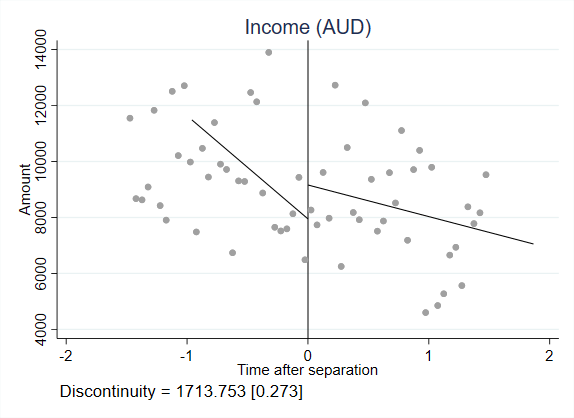 Income (AUD)
14000
12000
10000
8000
6000
4000
Amount
-2
-1
0
1
2
Time after separation
Discontinuity = 1713.753 [0.273]